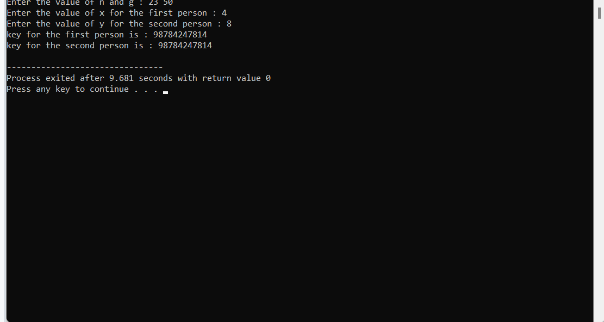 Enter the value of n and g : 23 50
Enter the value of x for the first person : 4
Enter the value of y for the second person : 8
key for the first person is : 98784247814
key for the second person is : 98784247814
--------------------------------
Process exited after 9.681 seconds with return value 0
Press any key to continue . . .